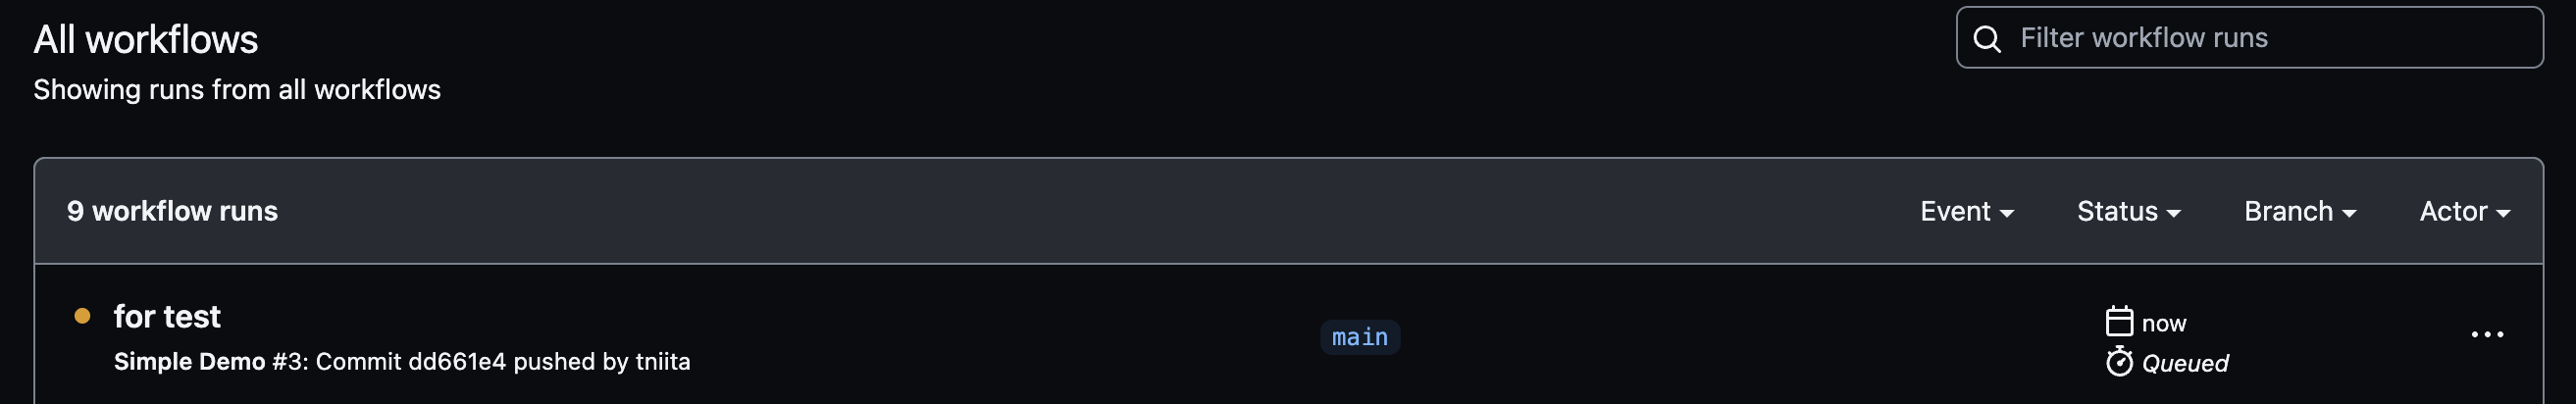 All workflows
Filter workflow runs
Showing runs from all workflows
9 workflow runs
Event
Status
Branch
Actor
for test
Simple Demo #3: Commit dd661e4 pushed by tniita
main
now
Queued